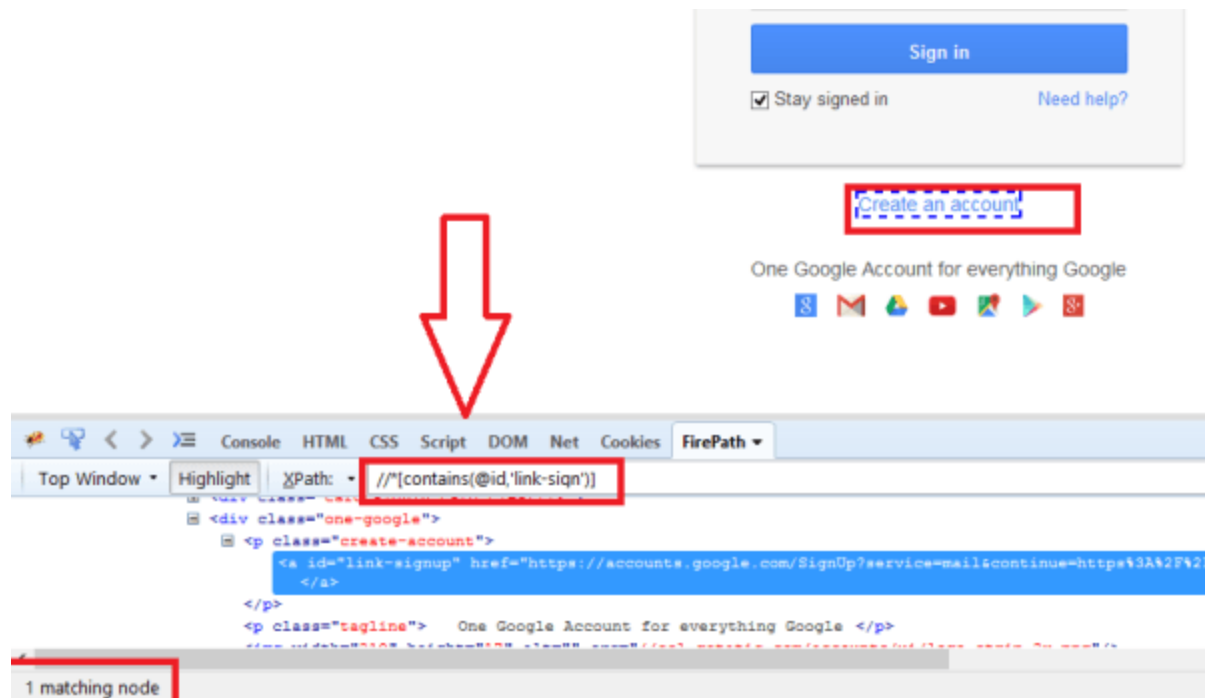 Sign in
Stay signed in Need help?
Create an account
One Google Account for everything Google
Console HTML CSS Script DOM Net Cookies FirePath
Top Window Highlight XPath: //*[contains(@id,'link-sign')]
<div class="one-google">
<p class="create-account">
<a id="link-signup" href="https://accounts.google.com/SignUp?service=mail&continue=https%3A%2F%2
</a>
</p>
<p class="tagline"> One Google Account for everything Google </p>
1 matching node